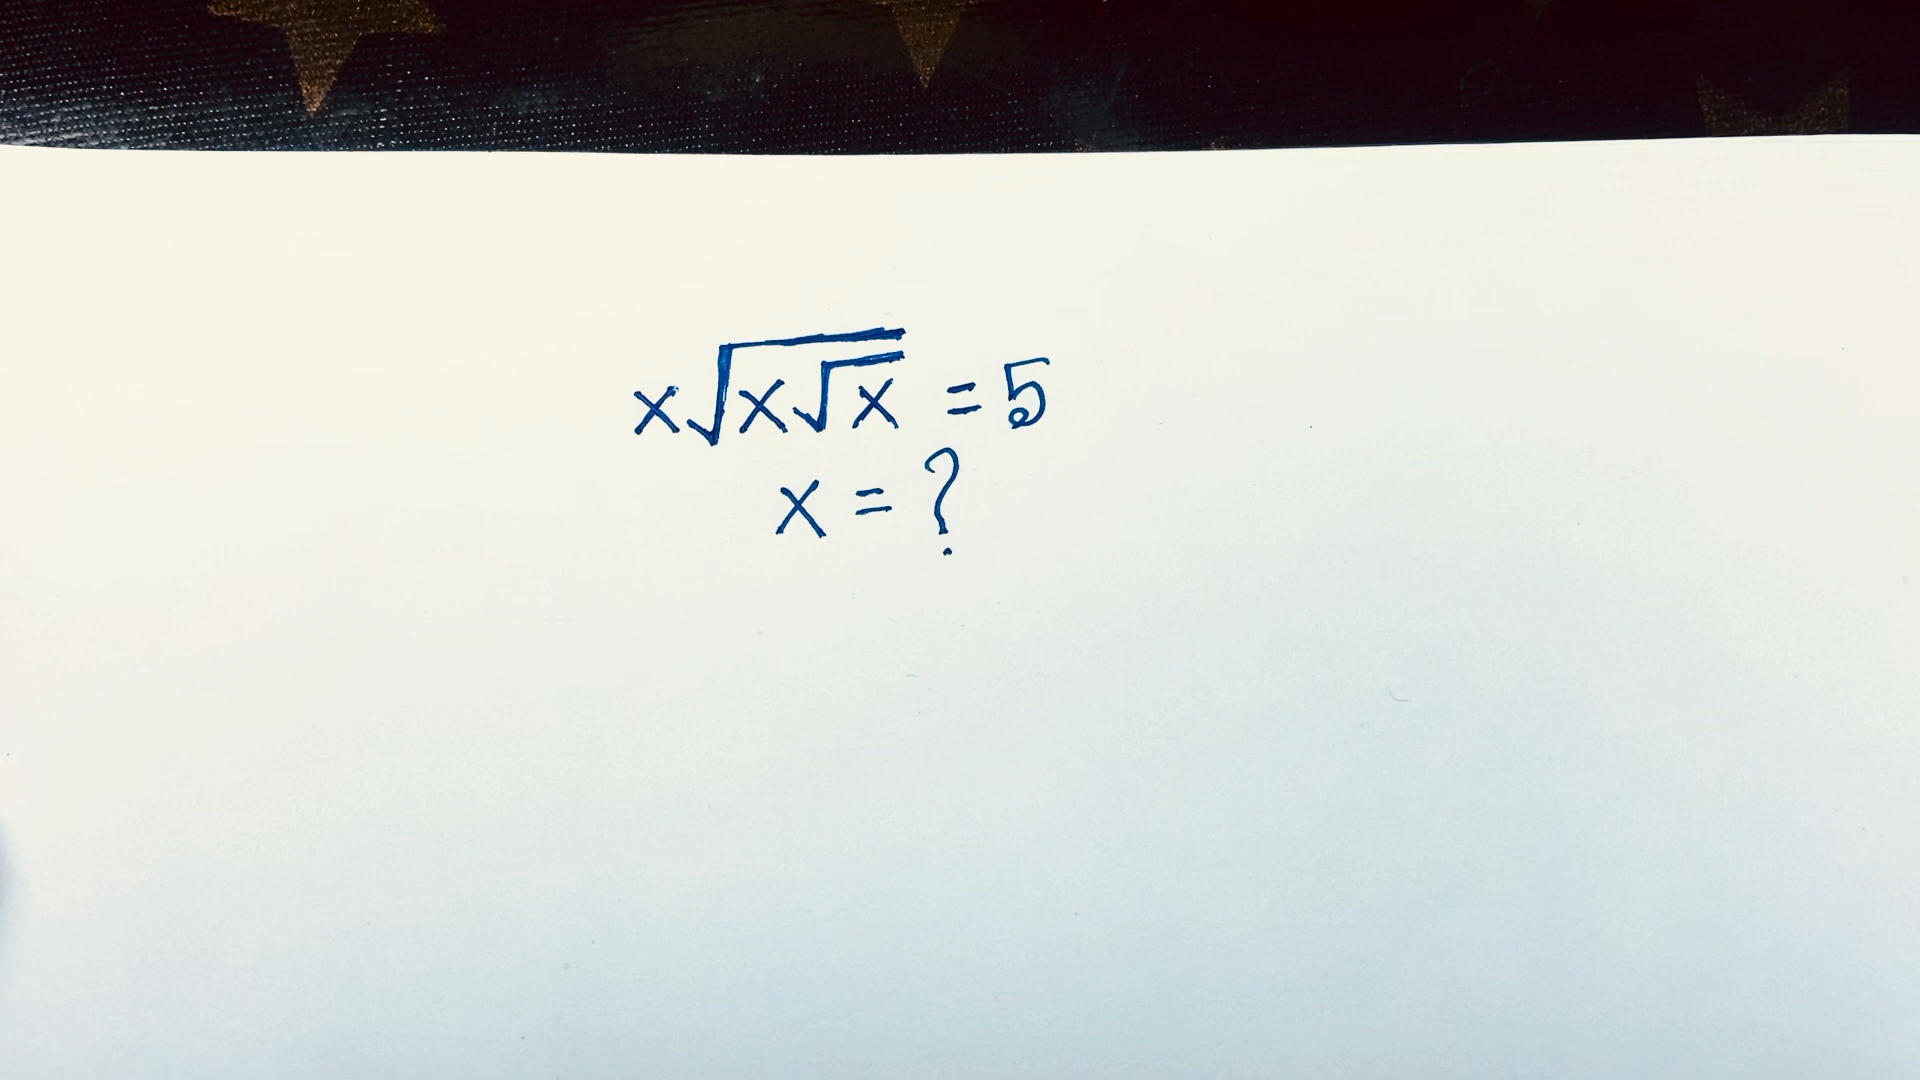 x√(x√x) = 5
x = ?